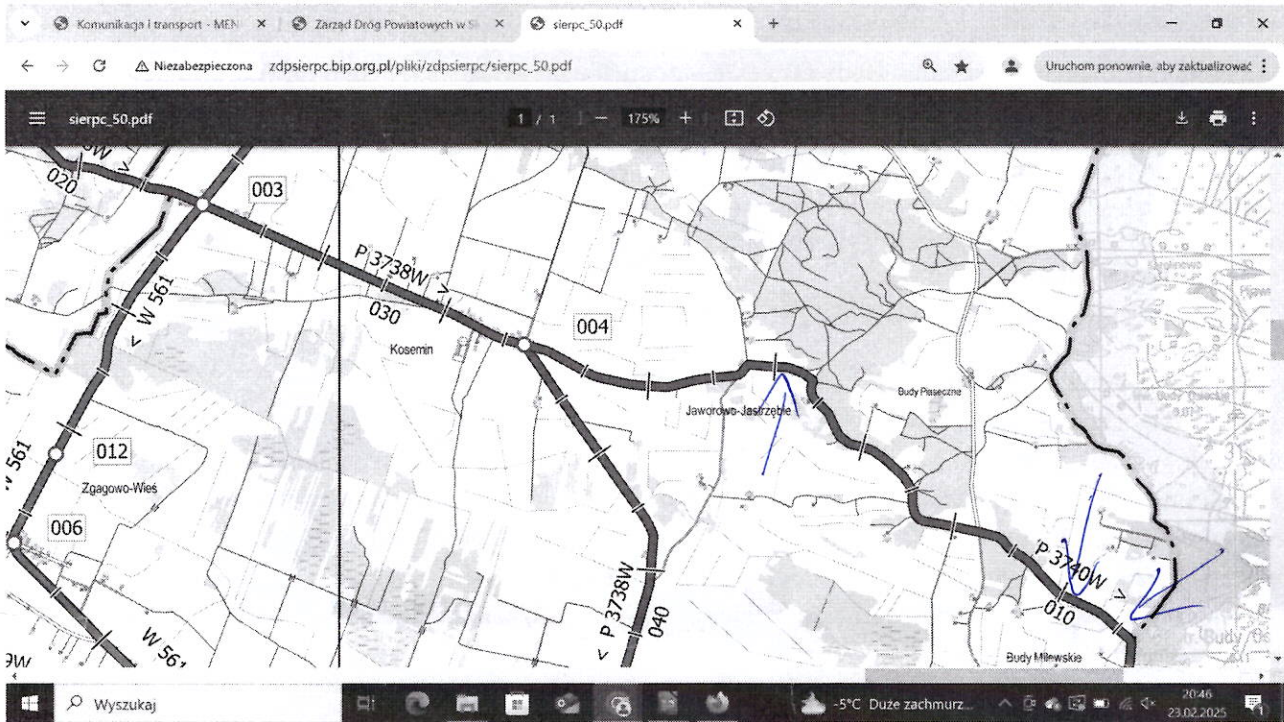 Komunikacja i transport - MEN
Zarząd Dróg Powiatowych w Si
sierpc_50.pdf
Niezabezpieczona
zdpsierpc.bip.org.pl/pliki/zdpsierpc/sierpc_50.pdf
Uruchom ponownie, aby zaktualizować
sierpc_50.pdf
1 / 1
175%
020
003
P 3738W
030
W 561
004
Kosemin
Jaworowo-Jastrzębie
Budy Piaseczne
W 561
012
Zgagowo-Wieś
006
P 3740W
010
P 3738W
040
W 561
9W
Budy Milewskie
Wyszukaj
-5°C Duże zachmurz...
20:46
23.02.2025